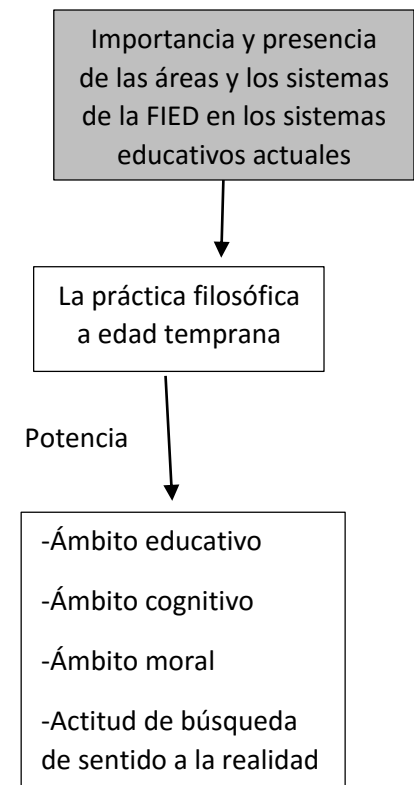 Importancia y presencia
de las áreas y los sistemas
de la FIED en los sistemas
educativos actuales
La práctica filosófica
a edad temprana
Potencia
-Ámbito educativo
-Ámbito cognitivo
-Ámbito moral
-Actitud de búsqueda
de sentido a la realidad